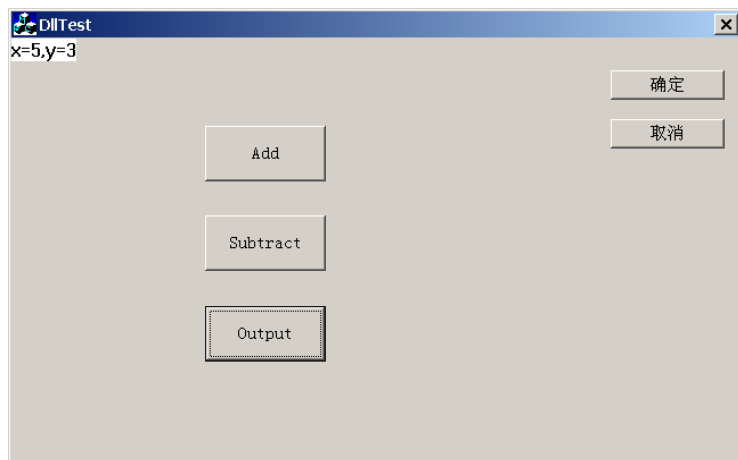 DllTest
x=5,y=3
确定
取消
Add
Subtract
Output